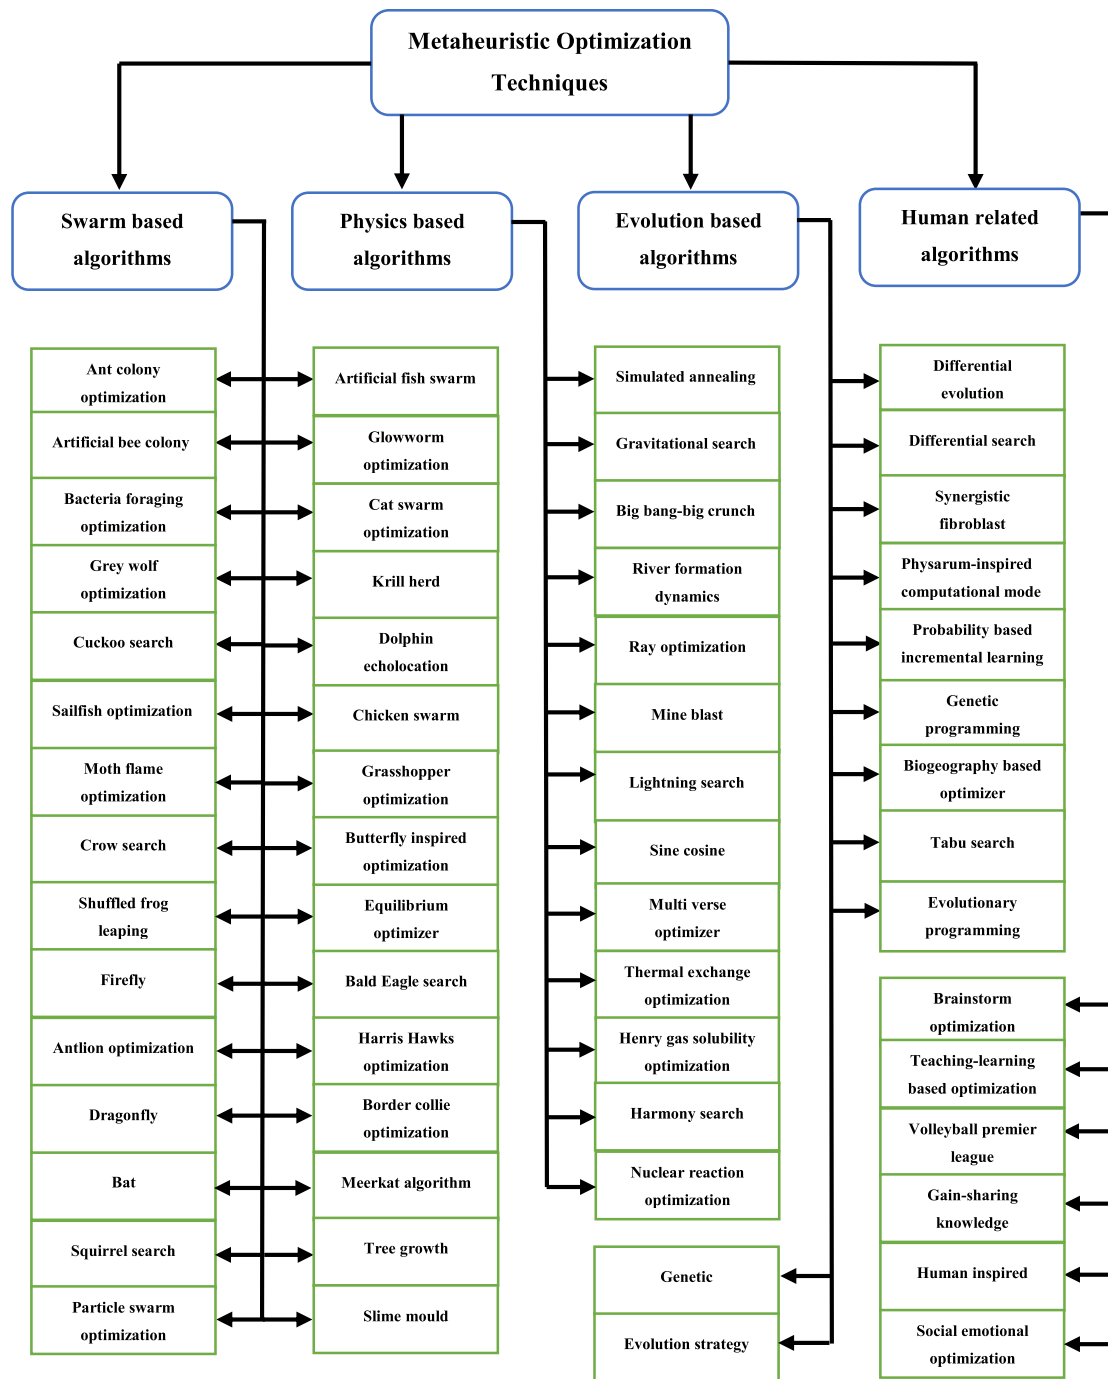 Metaheuristic Optimization
Techniques
Swarm based
algorithms
Physics based
algorithms
Evolution based
algorithms
Human related
algorithms
Ant colony
optimization
Artificial bee colony
Bacteria foraging
optimization
Grey wolf
optimization
Cuckoo search
Sailfish optimization
Moth flame
optimization
Crow search
Shuffled frog
leaping
Firefly
Antlion optimization
Dragonfly
Bat
Squirrel search
Particle swarm
optimization
Artificial fish swarm
Glowworm
optimization
Cat swarm
optimization
Krill herd
Dolphin
echolocation
Chicken swarm
Grasshopper
optimization
Butterfly inspired
optimization
Equilibrium
optimizer
Bald Eagle search
Harris Hawks
optimization
Border collie
optimization
Meerkat algorithm
Tree growth
Slime mould
Simulated annealing
Gravitational search
Big bang-big crunch
River formation
dynamics
Ray optimization
Mine blast
Lightning search
Sine cosine
Multi verse
optimizer
Thermal exchange
optimization
Henry gas solubility
optimization
Harmony search
Nuclear reaction
optimization
Genetic
Evolution strategy
Differential
evolution
Differential search
Synergistic
fibroblast
Physarum-inspired
computational mode
Probability based
incremental learning
Genetic
programming
Biogeography based
optimizer
Tabu search
Evolutionary
programming
Brainstorm
optimization
Teaching-learning
based optimization
Volleyball premier
league
Gain-sharing
knowledge
Human inspired
Social emotional
optimization